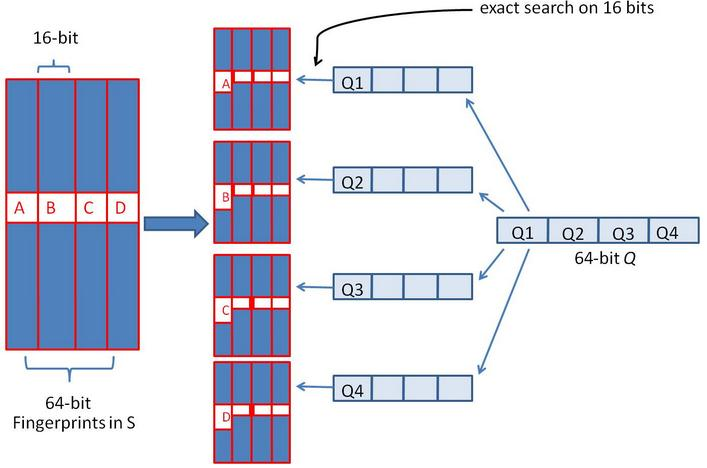 exact search on 16 bits
16-bit
A
Q1
A B C D
B
Q2
Q1 Q2 Q3 Q4
64-bit Q
C
Q3
D
Q4
64-bit
Fingerprints in S